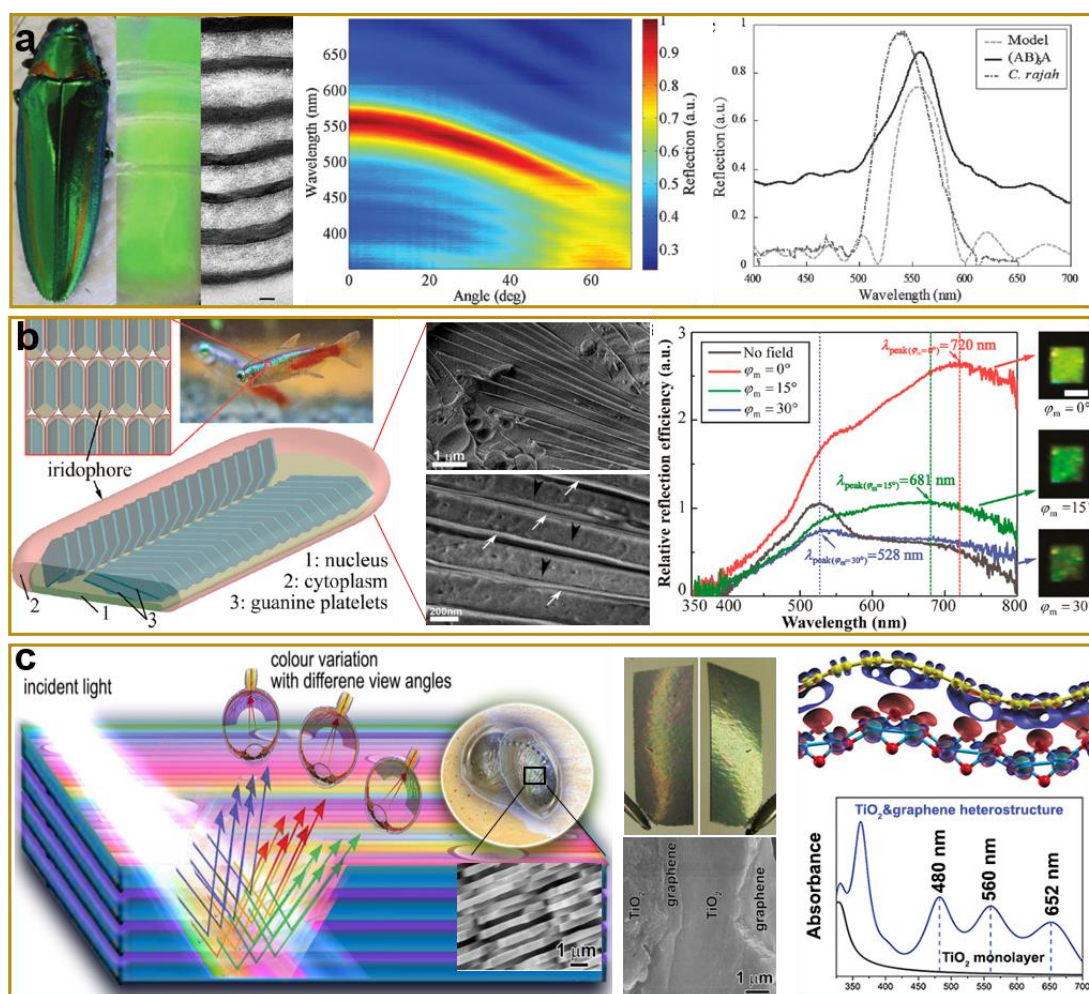 a
650
600
550
500
450
400
350
Wavelength (nm)
0
20
40
60
Angle (deg)
1
0.9
0.8
0.7
0.6
0.5
0.4
0.3
Reflection (a.u.)
1
0.8
0.6
0.4
0.2
0
Reflection (a.u.)
Model
C. rajah
400
450
500
550
600
650
700
Wavelength (nm)
b
iridophore
1: nucleus
2: cytoplasm
3: guanine platelets
2
1
3
1 μm
200nm
3
2
1
0
Relative reflection efficiency (a.u.)
No field
φm = 0°
φm = 15°
φm = 30°
λpeak(φm=0°)=720 nm
λpeak(φm=15°)=681 nm
λpeak(φm=30°)=528 nm
350
400
500
600
700
800
Wavelength (nm)
φm = 0°
φm = 15°
φm = 30
c
incident light
colour variation
with differene view angles
1 μm
TiO2
graphene
TiO2
graphene
1 μm
TiO2&graphene heterostructure
480 nm
560 nm
652 nm
TiO2 monolayer
Absorbance
350
400
450
500
550
600
650
700